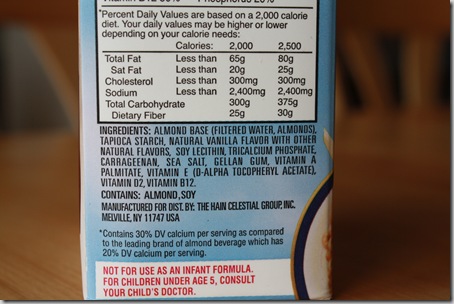 Vitamin B12 50% Phosphorus 20%
*Percent Daily Values are based on a 2,000 calorie
diet. Your daily values may be higher or lower
depending on your calorie needs:
Calories: 2,000 2,500
Total Fat Less than 65g 80g
Sat Fat Less than 20g 25g
Cholesterol Less than 300mg 300mg
Sodium Less than 2,400mg 2,400mg
Total Carbohydrate 300g 375g
Dietary Fiber 25g 30g
INGREDIENTS: ALMOND BASE (FILTERED WATER, ALMONDS),
TAPIOCA STARCH, NATURAL VANILLA FLAVOR WITH OTHER
NATURAL FLAVORS, SOY LECITHIN, TRICALCIUM PHOSPHATE,
CARRAGEENAN, SEA SALT, GELLAN GUM, VITAMIN A
PALMITATE, VITAMIN E (D-ALPHA TOCOPHERYL ACETATE),
VITAMIN D2, VITAMIN B12.
CONTAINS: ALMOND, SOY
MANUFACTURED FOR/DIST. BY: THE HAIN CELESTIAL GROUP, INC.
MELVILLE, NY 11747 USA
*Contains 30% DV calcium per serving as compared to
the leading brand of almond beverage which has
20% DV calcium per serving.
NOT FOR USE AS AN INFANT FORMULA.
FOR CHILDREN UNDER AGE 5, CONSULT
YOUR CHILD'S DOCTOR.